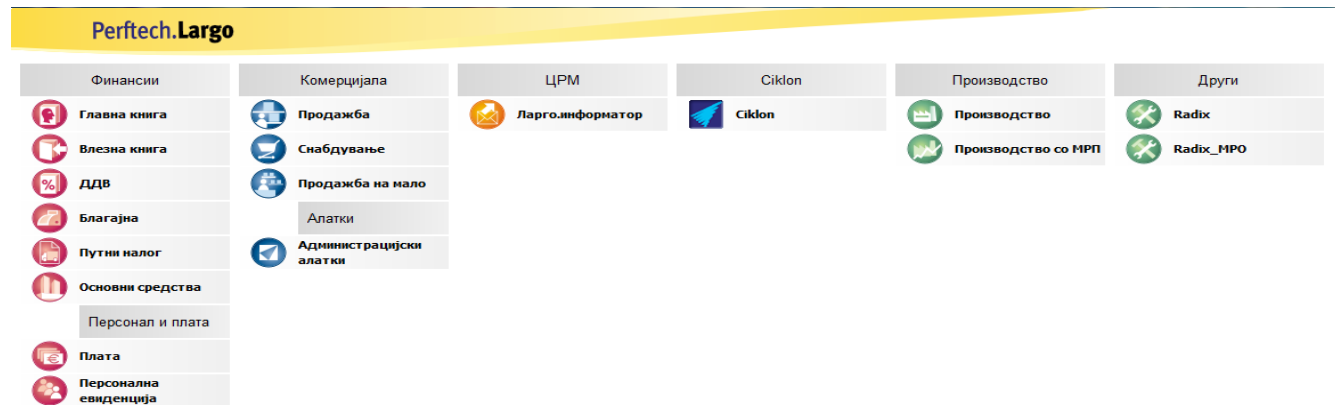 Perftech.Largo
Финансии
Главна книга
Влезна книга
ДДВ
Благајна
Путни налог
Основни средства
Персонал и плата
Плата
Персонална
евиденција
Комерцијала
Продажба
Снабдување
Продажба на мало
Алатки
Администрацијски
алатки
ЦРМ
Ларго.информатор
Ciklon
Ciklon
Производство
Производство
Производство со МРП
Други
Radix
Radix_MPO